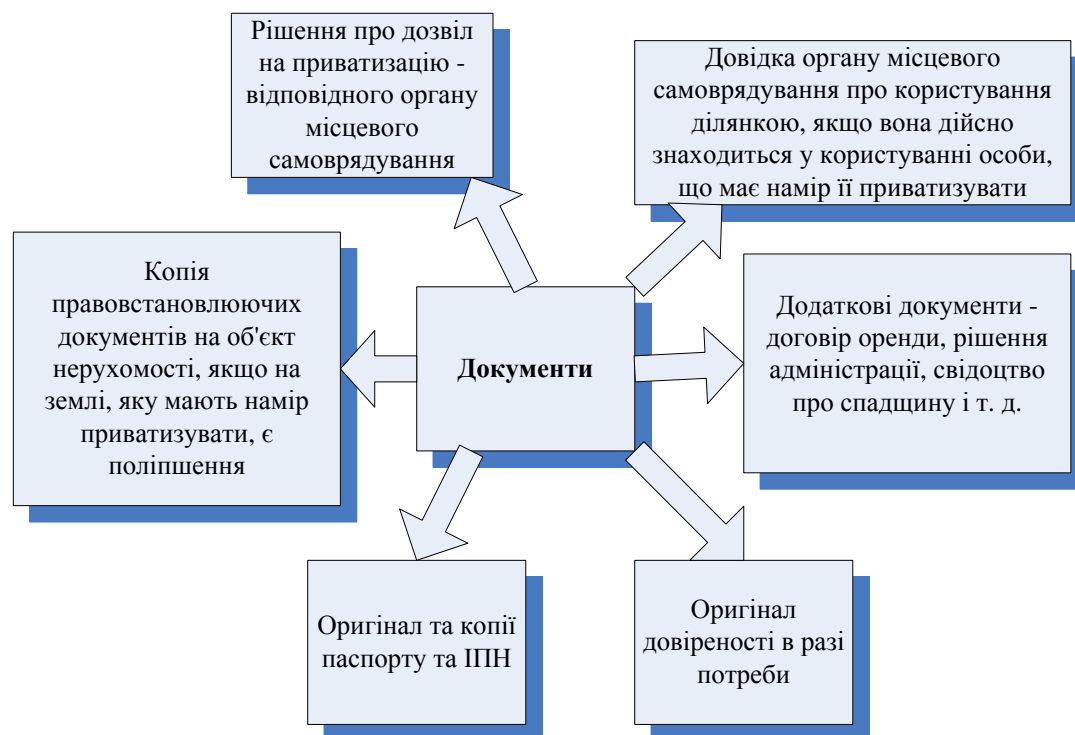 Рішення про дозвіл
на приватизацію -
відповідного органу
місцевого
самоврядування
Довідка органу місцевого
самоврядування про користування
ділянкою, якщо вона дійсно
знаходиться у користуванні особи,
що має намір її приватизувати
Копія
правовстановлюючих
документів на об'єкт
нерухомості, якщо на
землі, яку мають намір
приватизувати, є
поліпшення
Документи
Додаткові документи -
договір оренди, рішення
адміністрації, свідоцтво
про спадщину і т. д.
Оригінал та копії
паспорту та ІПН
Оригінал
довіреності в разі
потреби